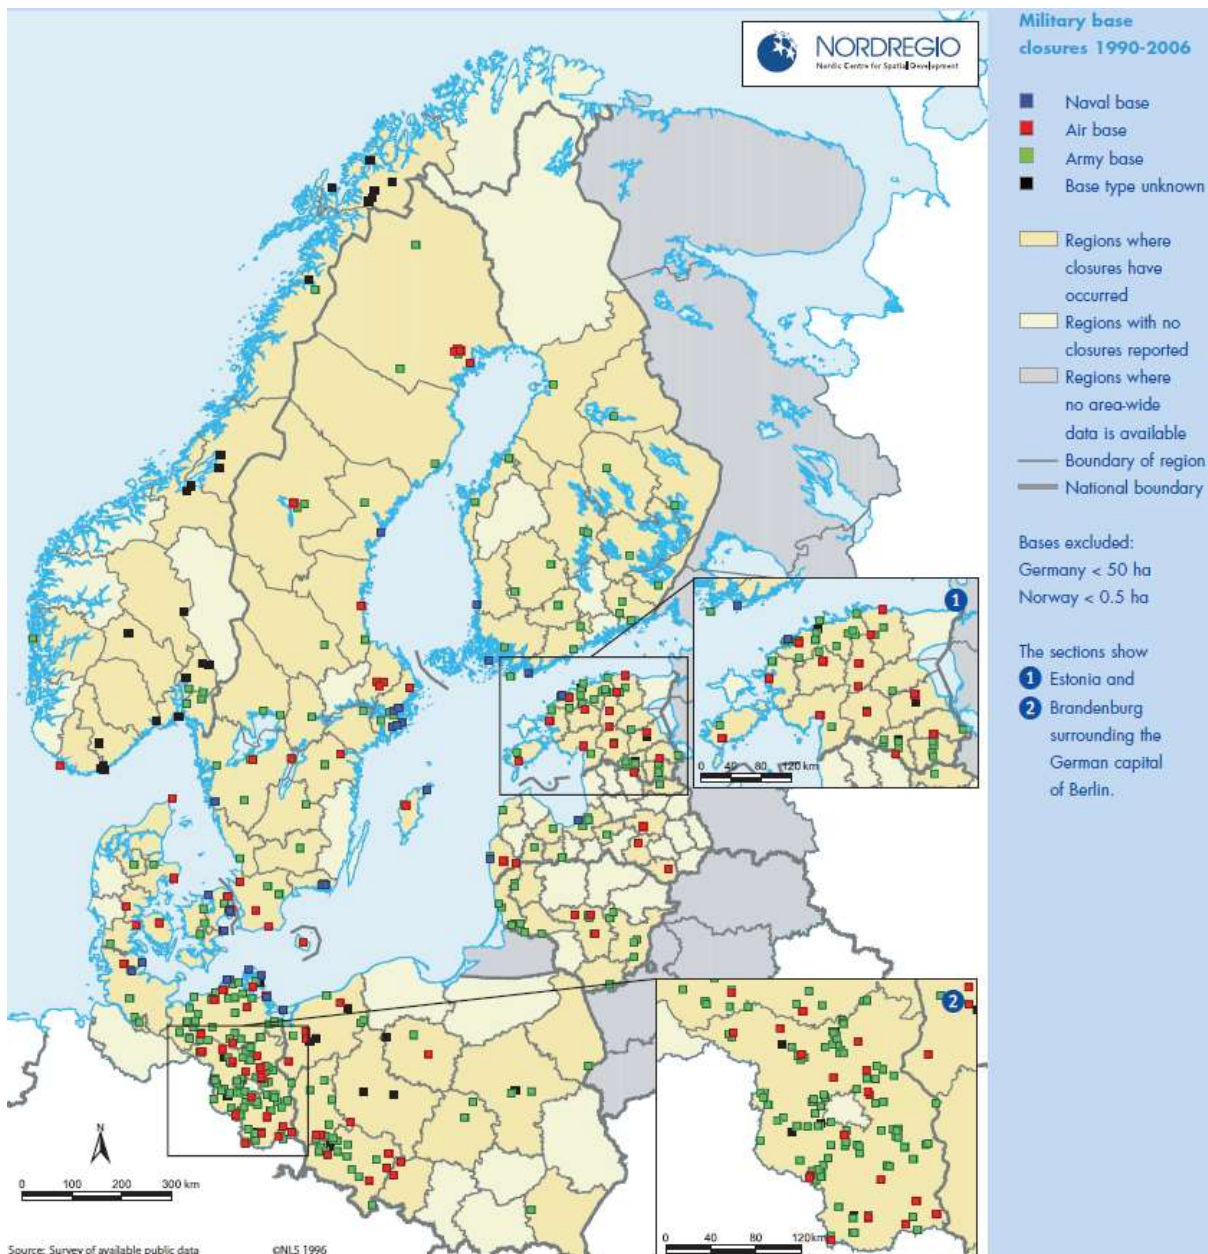 NORDREGIO
Nordic Centre for Spatial Development
Military base
closures 1990-2006
Naval base
Air base
Army base
Base type unknown
Regions where
closures have
occurred
Regions with no
closures reported
Regions where
no area-wide
data is available
Boundary of region
National boundary
Bases excluded:
Germany < 50 ha
Norway < 0.5 ha
The sections show
1 Estonia and
2 Brandenburg
surrounding the
German capital
of Berlin.
1
0 40 80 120 km
2
0 40 80 120km
N
0 100 200 300 km
Source: Survey of available public data ©NLS 1996